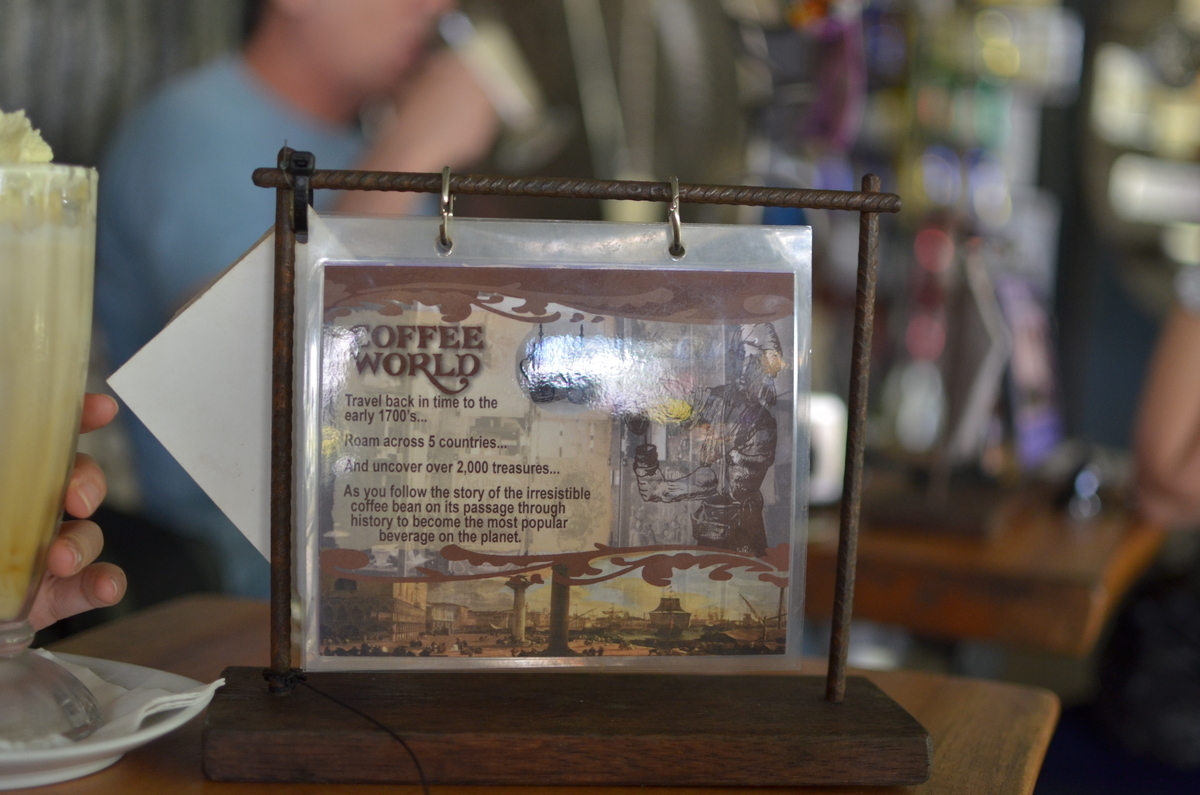 COFFEE
WORLD
Travel back in time to the
early 1700's...
Roam across 5 countries...
And uncover over 2,000 treasures...
As you follow the story of the irresistible
coffee bean on its passage through
history to become the most popular
beverage on the planet.